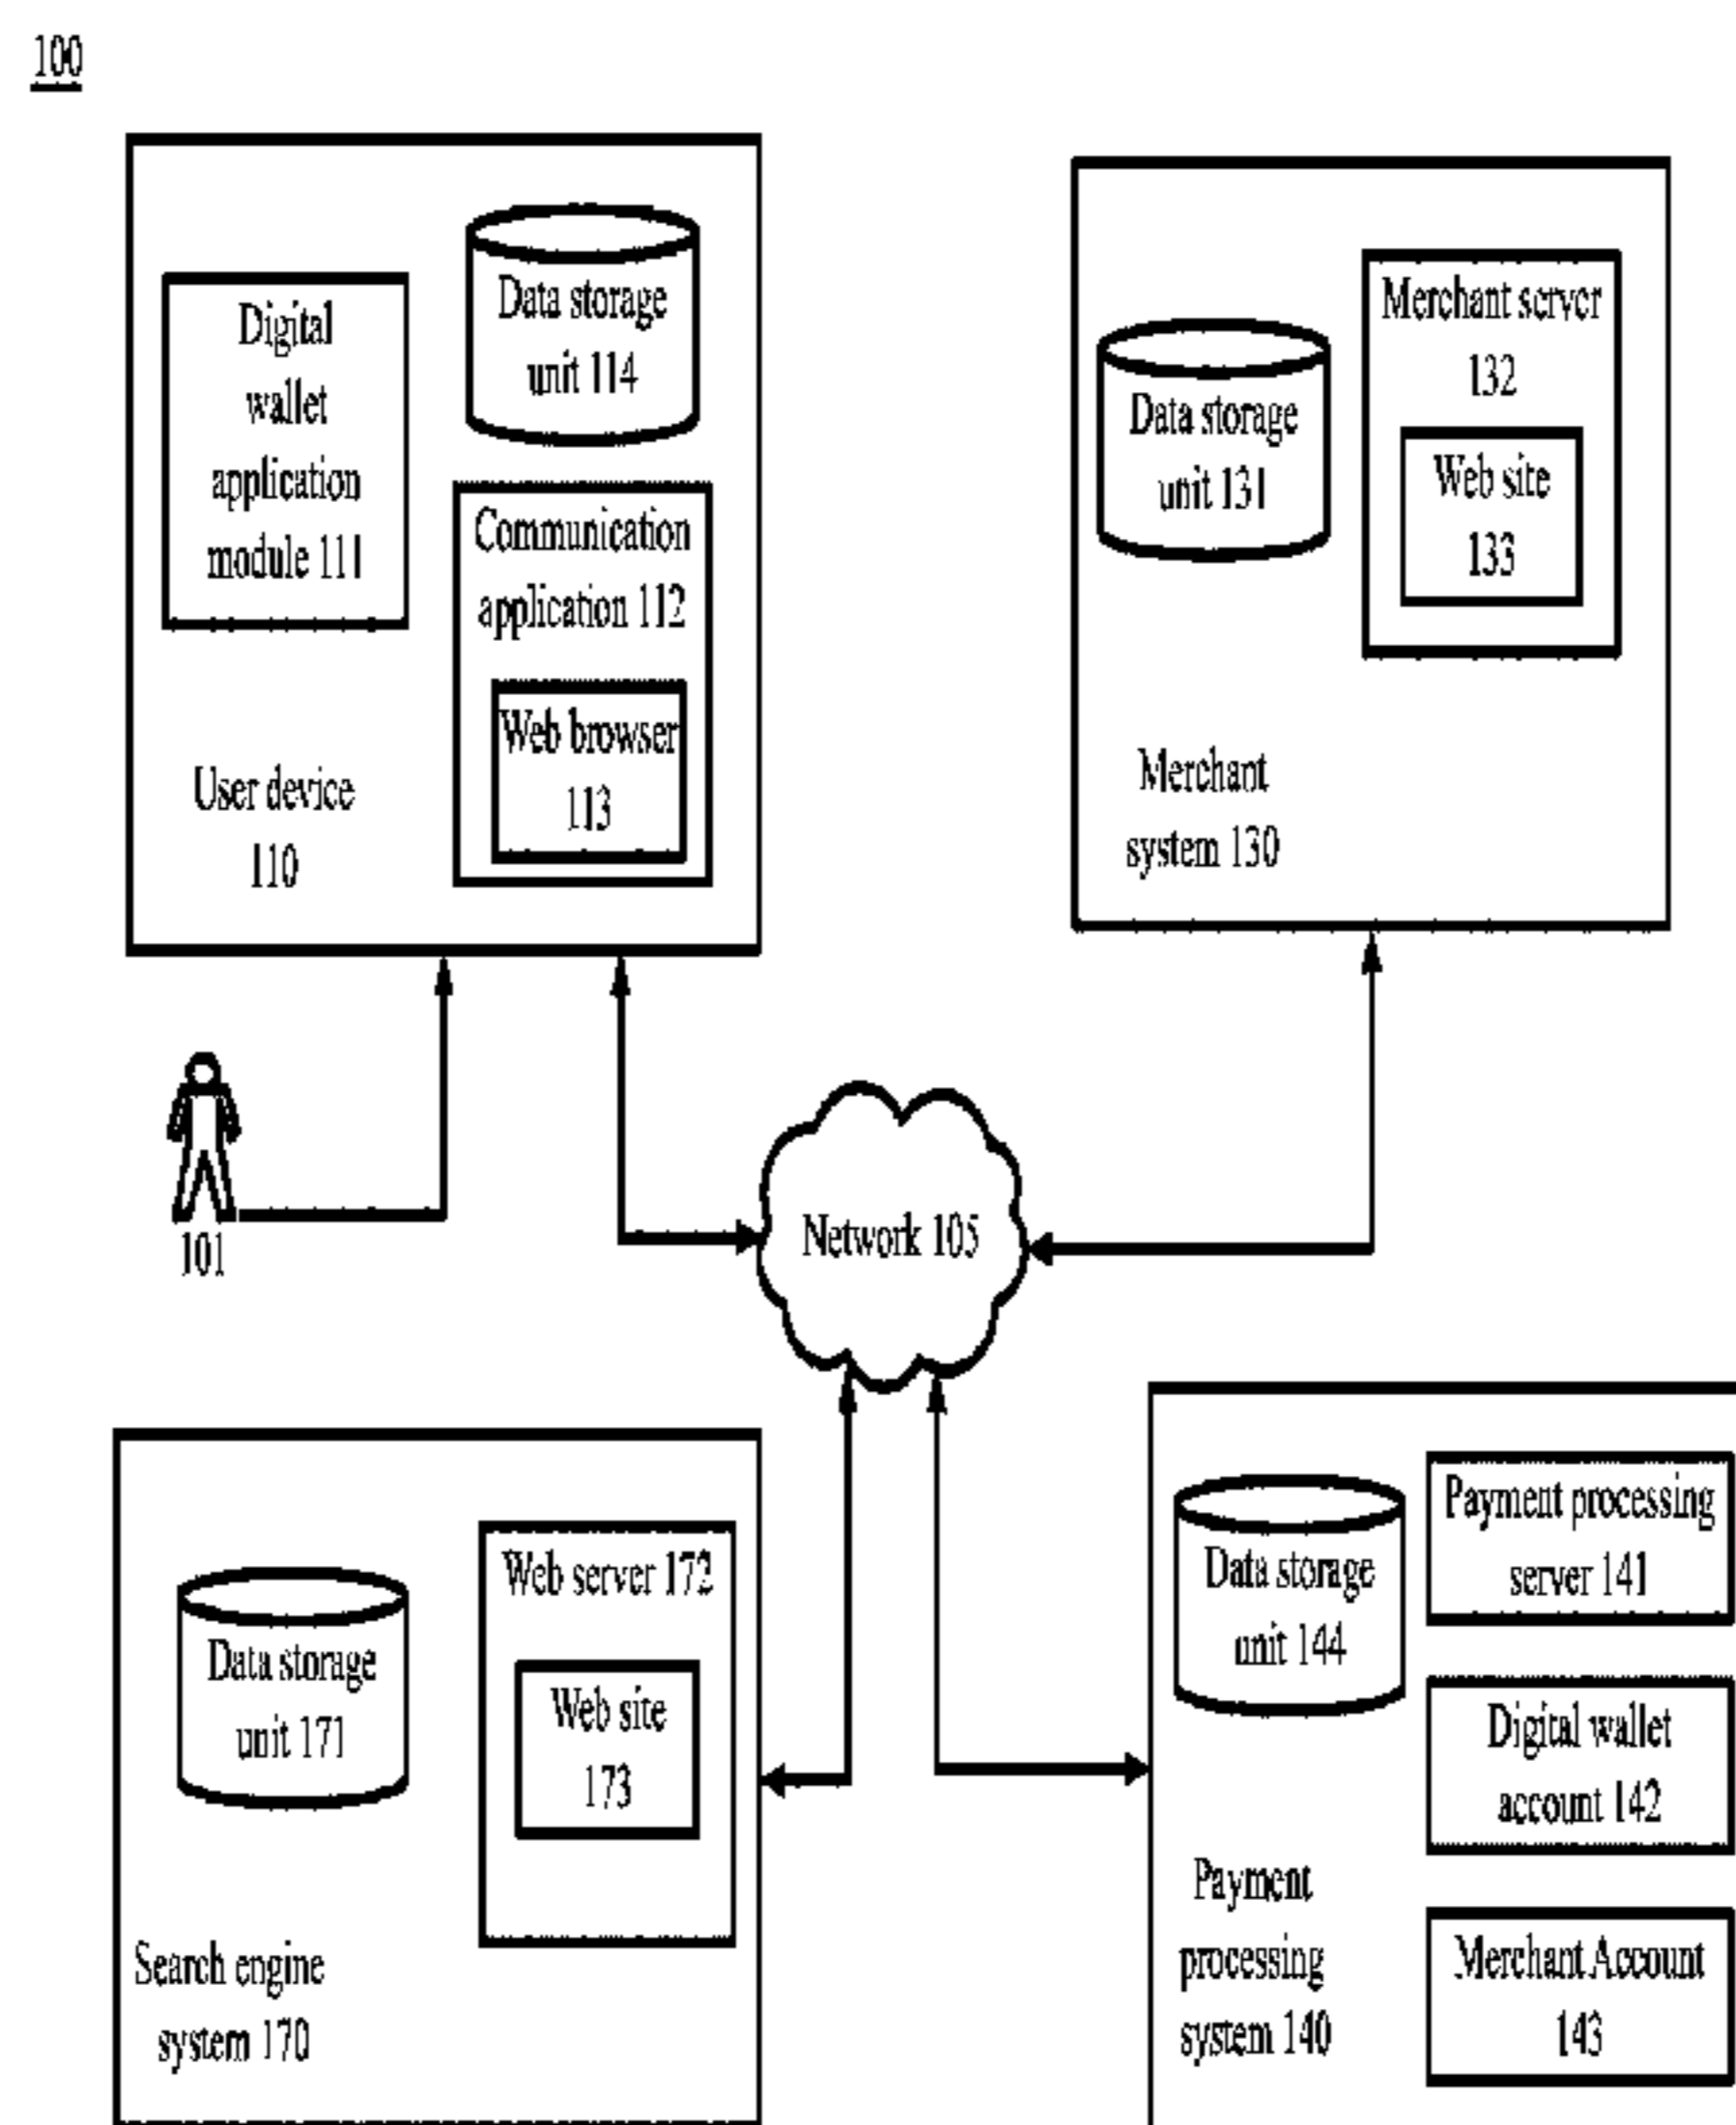 100
Digital
wallet
application
module 111
Data storage
unit 114
Communication
application 112
Web browser
113
User device
110
Data storage
unit 131
Merchant server
132
Web site
133
Merchant
system 130
101
Network 105
Data storage
unit 171
Web server 172
Web site
173
Search engine
system 170
Data storage
unit 144
Payment processing
server 141
Digital wallet
account 142
Merchant Account
143
Payment
processing
system 140